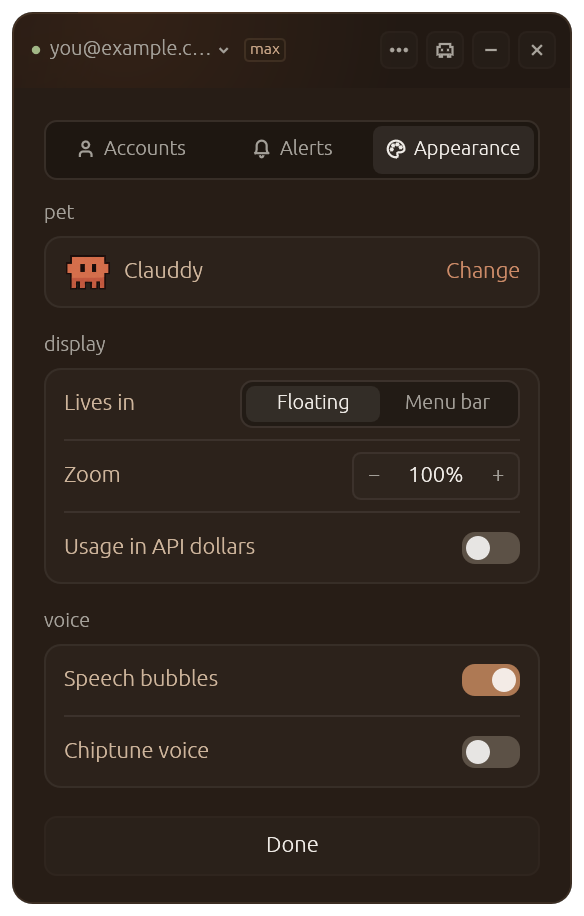 you@example.c... max
Accounts Alerts Appearance
pet
Clauddy Change
display
Lives in Floating Menu bar
Zoom − 100% +
Usage in API dollars
voice
Speech bubbles
Chiptune voice
Done